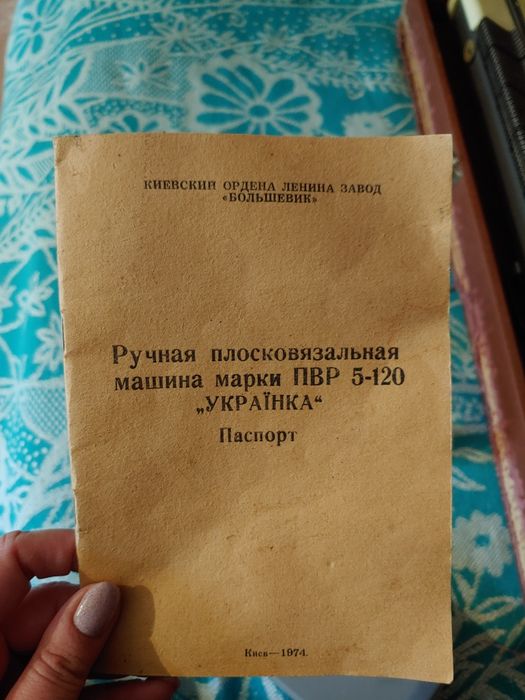 КИЕВСКИЙ ОРДЕНА ЛЕНИНА ЗАВОД
«БОЛЬШЕВИК»
Ручная плосковязальная
машина марки ПВР 5-120
„УКРАЇНКА“
Паспорт
Киев—1974.